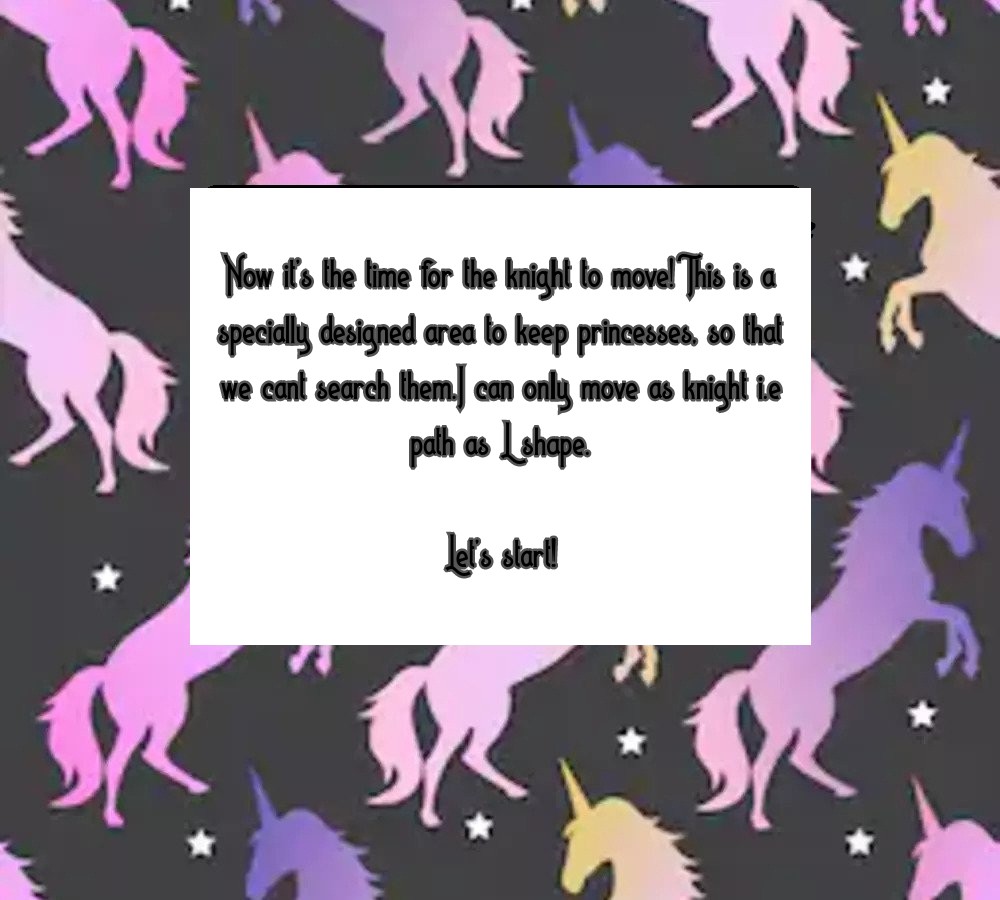 Now it's the time for the knight to move! This is a
specially designed area to keep princesses, so that
we cant search them.I can only move as knight i.e
path as L shape.
Let's start!